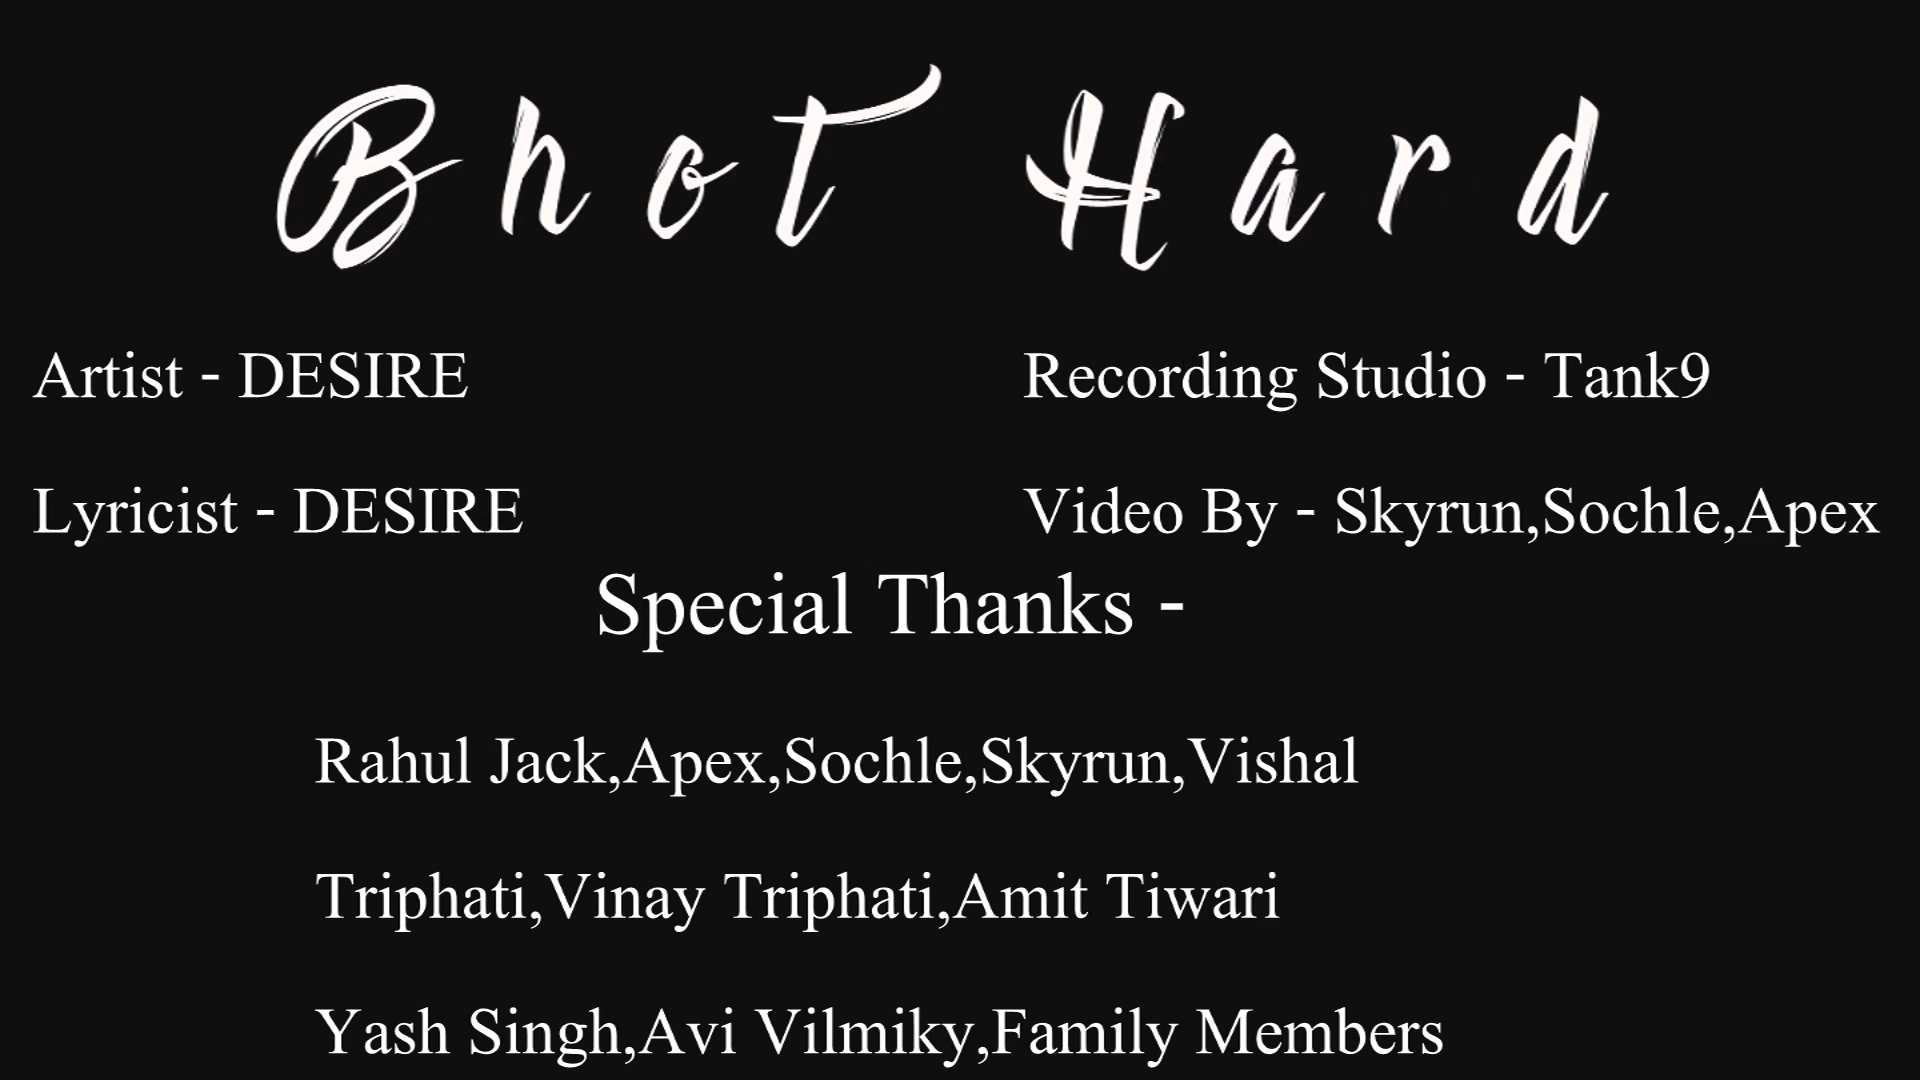 Bhot Hard
Artist - DESIRE
Recording Studio - Tank9
Lyricist - DESIRE
Video By - Skyrun,Sochle,Apex
Special Thanks -
Rahul Jack,Apex,Sochle,Skyrun,Vishal
Triphati,Vinay Triphati,Amit Tiwari
Yash Singh,Avi Vilmiky,Family Members